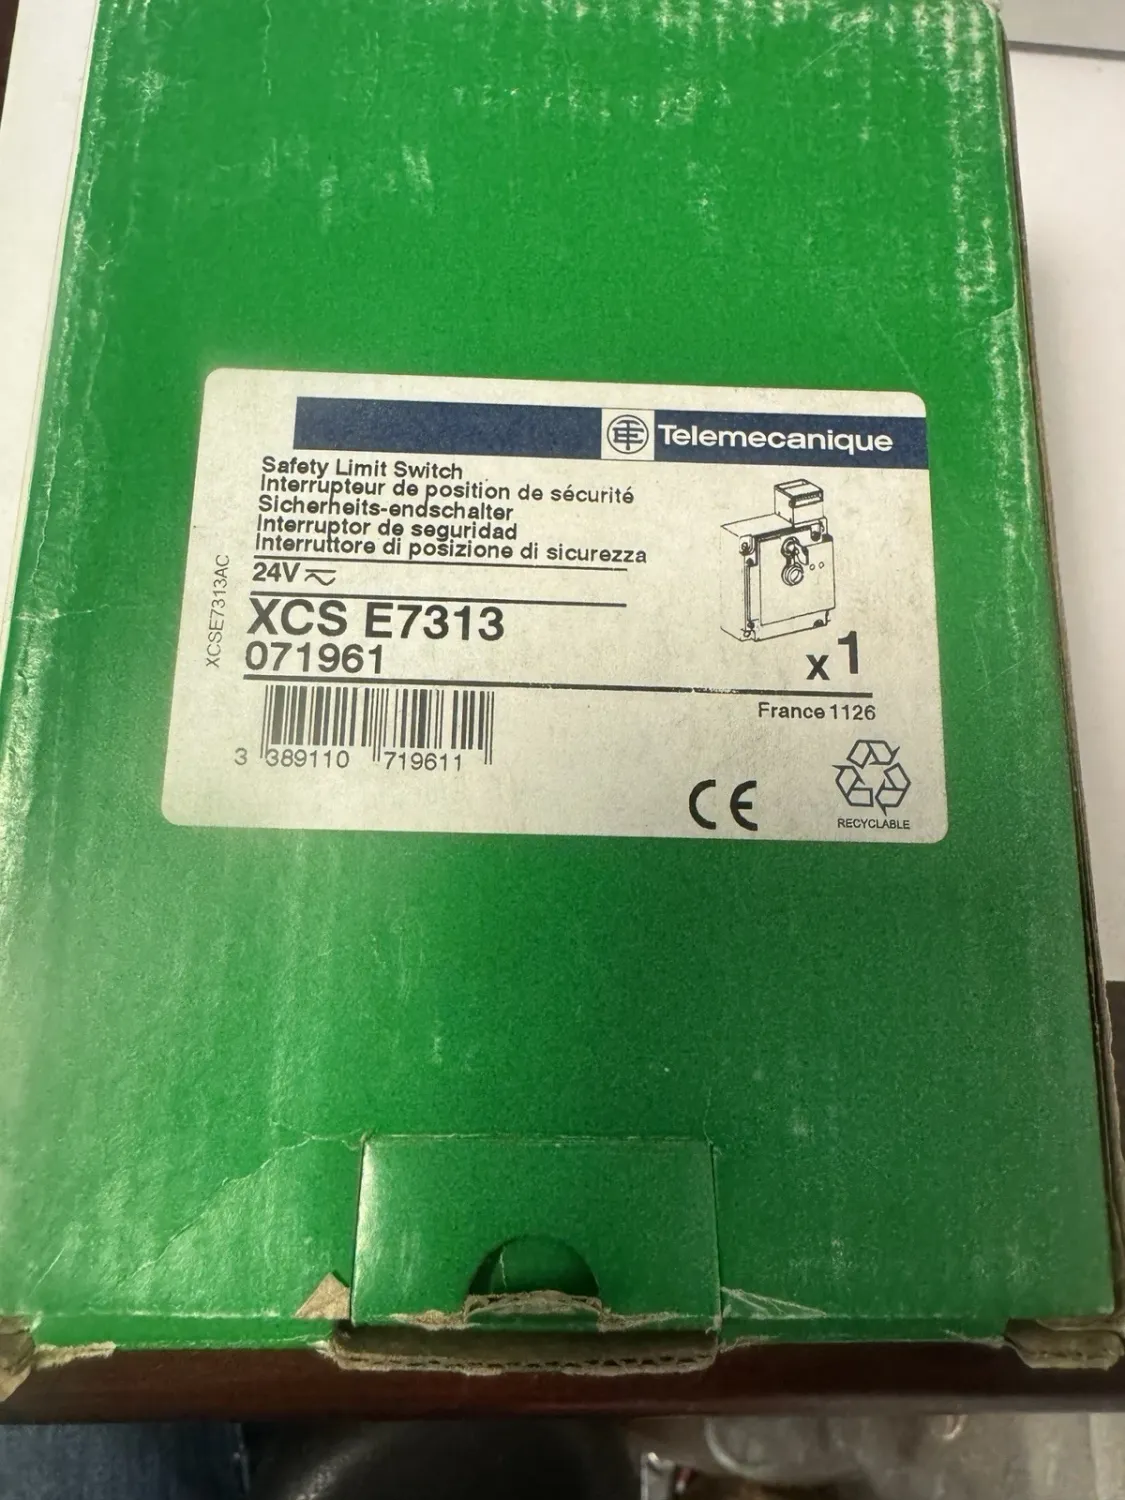 Telemecanique
Safety Limit Switch
Interrupteur de position de sécurité
Sicherheits-endschalter
Interruptor de seguridad
Interruttore di posizione di sicurezza
24V
XCS E7313
071961
XCSE7313AC
x 1
France 1126
3 389110 719611
CE
RECYCLABLE